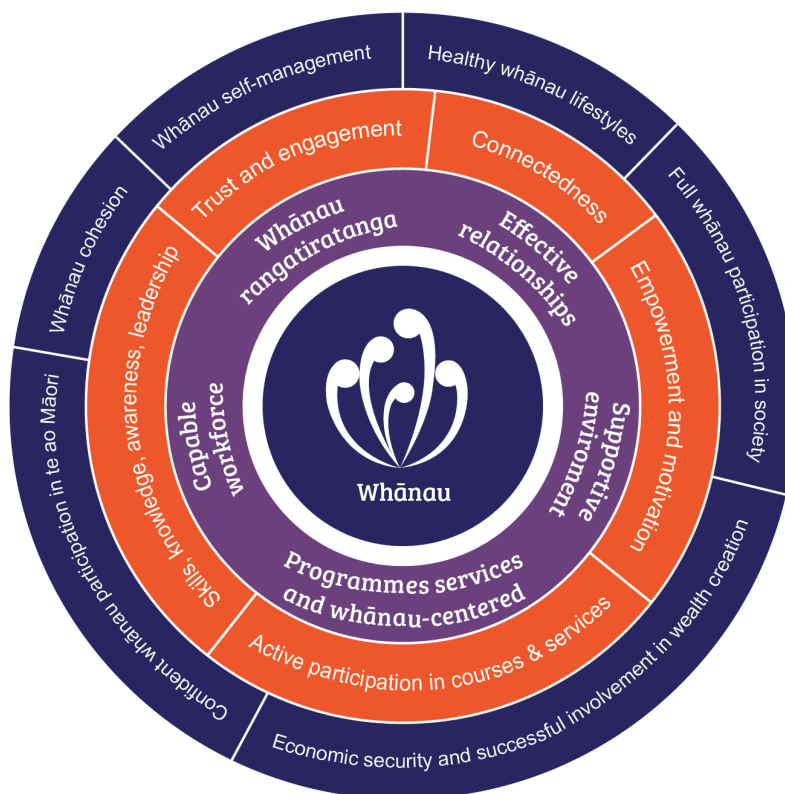 Whānau self-management
Healthy whānau lifestyles
Full whānau participation in society
Economic security and successful involvement in wealth creation
Confident whānau participation in te ao Māori
Whānau cohesion
Trust and engagement
Connectedness
Empowerment and motivation
Active participation in courses & services
Skills, knowledge, awareness, leadership
Whānau
rangatiratanga
Effective
relationships
Supportive
enviroment
Programmes services
and whānau-centered
Capable
workforce
Whānau